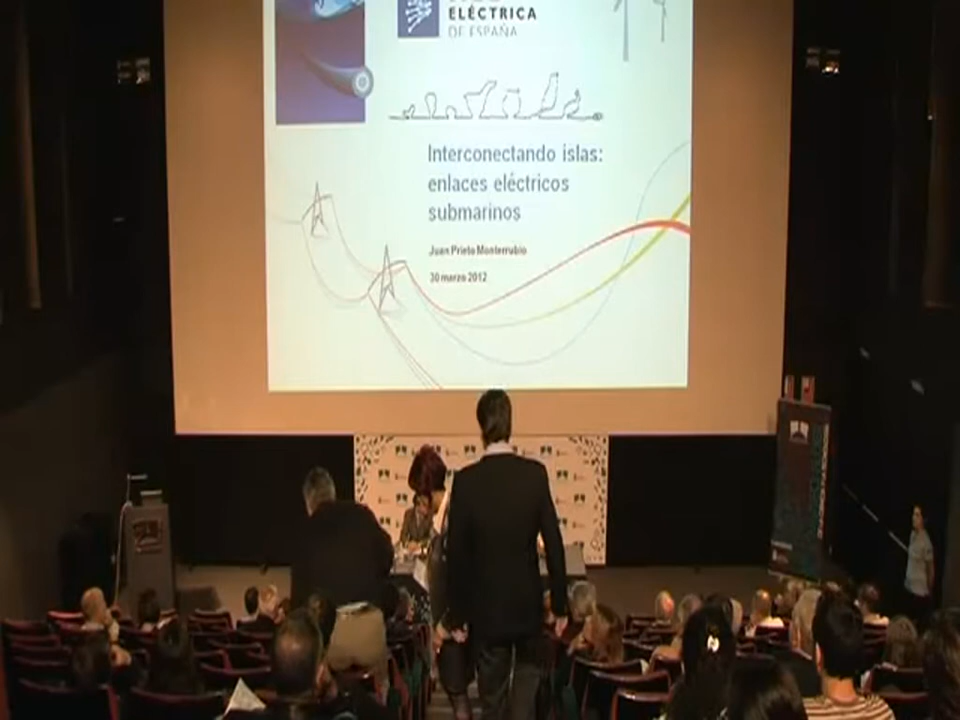 ELÉCTRICA
DE ESPAÑA
Interconectando islas:
enlaces eléctricos
submarinos
Juan Prieto Monterrubio
30 marzo 2012